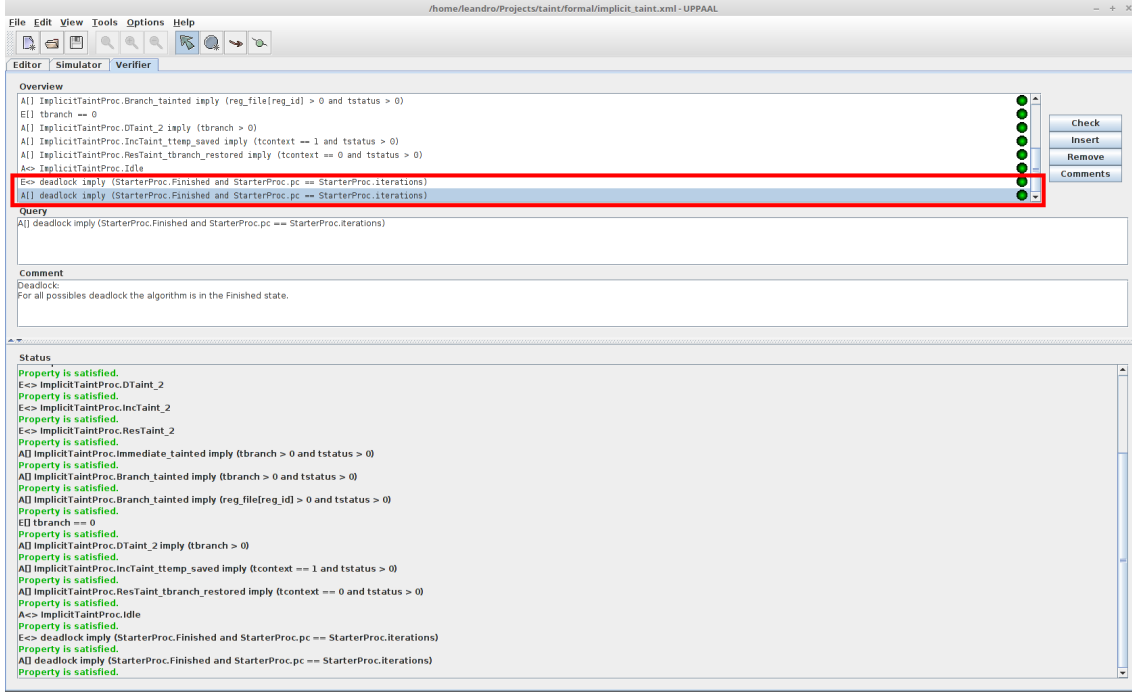 /home/leandro/Projects/taint/formal/implicit_taint.xml - UPPAAL
File Edit View Tools Options Help
Editor Simulator Verifier
Overview
A[] ImplicitTaintProc.Branch_tainted imply (reg_file[reg_id] > 0 and tstatus > 0)
E[] tbranch == 0
A[] ImplicitTaintProc.DTaint_2 imply (tbranch > 0)
A[] ImplicitTaintProc.IncTaint_ttemp_saved imply (tcontext == 1 and tstatus > 0)
A[] ImplicitTaintProc.ResTaint_tbranch_restored imply (tcontext == 0 and tstatus > 0)
A<> ImplicitTaintProc.Idle
E<> deadlock imply (StarterProc.Finished and StarterProc.pc == StarterProc.iterations)
A[] deadlock imply (StarterProc.Finished and StarterProc.pc == StarterProc.iterations)
Check
Insert
Remove
Comments
Query
A[] deadlock imply (StarterProc.Finished and StarterProc.pc == StarterProc.iterations)
Comment
Deadlock:
For all possibles deadlock the algorithm is in the Finished state.
Status
Property is satisfied.
E<> ImplicitTaintProc.DTaint_2
Property is satisfied.
E<> ImplicitTaintProc.IncTaint_2
Property is satisfied.
E<> ImplicitTaintProc.ResTaint_2
Property is satisfied.
A[] ImplicitTaintProc.Immediate_tainted imply (tbranch > 0 and tstatus > 0)
Property is satisfied.
A[] ImplicitTaintProc.Branch_tainted imply (tbranch > 0 and tstatus > 0)
Property is satisfied.
A[] ImplicitTaintProc.Branch_tainted imply (reg_file[reg_id] > 0 and tstatus > 0)
Property is satisfied.
E[] tbranch == 0
Property is satisfied.
A[] ImplicitTaintProc.DTaint_2 imply (tbranch > 0)
Property is satisfied.
A[] ImplicitTaintProc.IncTaint_ttemp_saved imply (tcontext == 1 and tstatus > 0)
Property is satisfied.
A[] ImplicitTaintProc.ResTaint_tbranch_restored imply (tcontext == 0 and tstatus > 0)
Property is satisfied.
A<> ImplicitTaintProc.Idle
Property is satisfied.
E<> deadlock imply (StarterProc.Finished and StarterProc.pc == StarterProc.iterations)
Property is satisfied.
A[] deadlock imply (StarterProc.Finished and StarterProc.pc == StarterProc.iterations)
Property is satisfied.